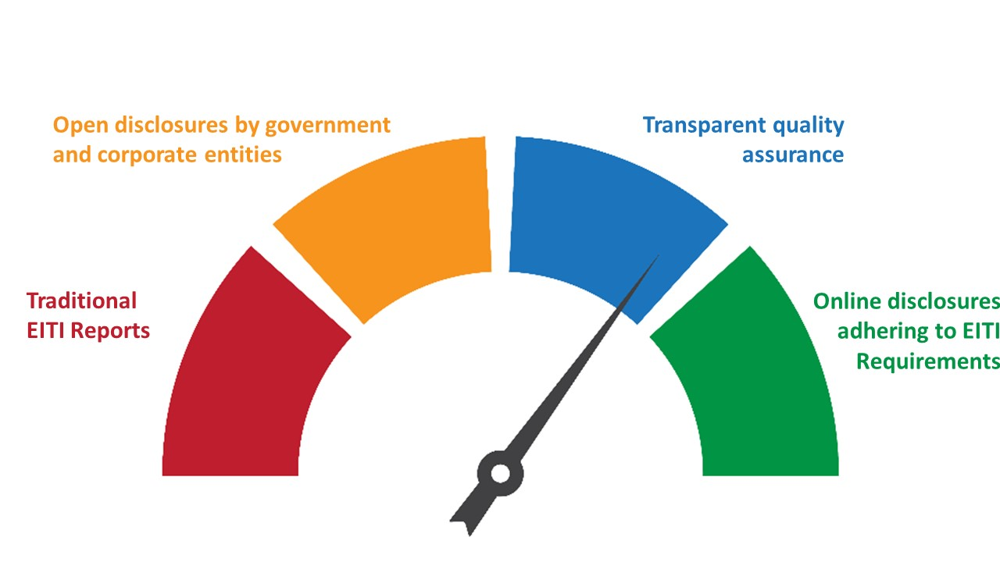 Open disclosures by government
and corporate entities
Transparent quality
assurance
Traditional
EITI Reports
Online disclosures
adhering to EITI
Requirements